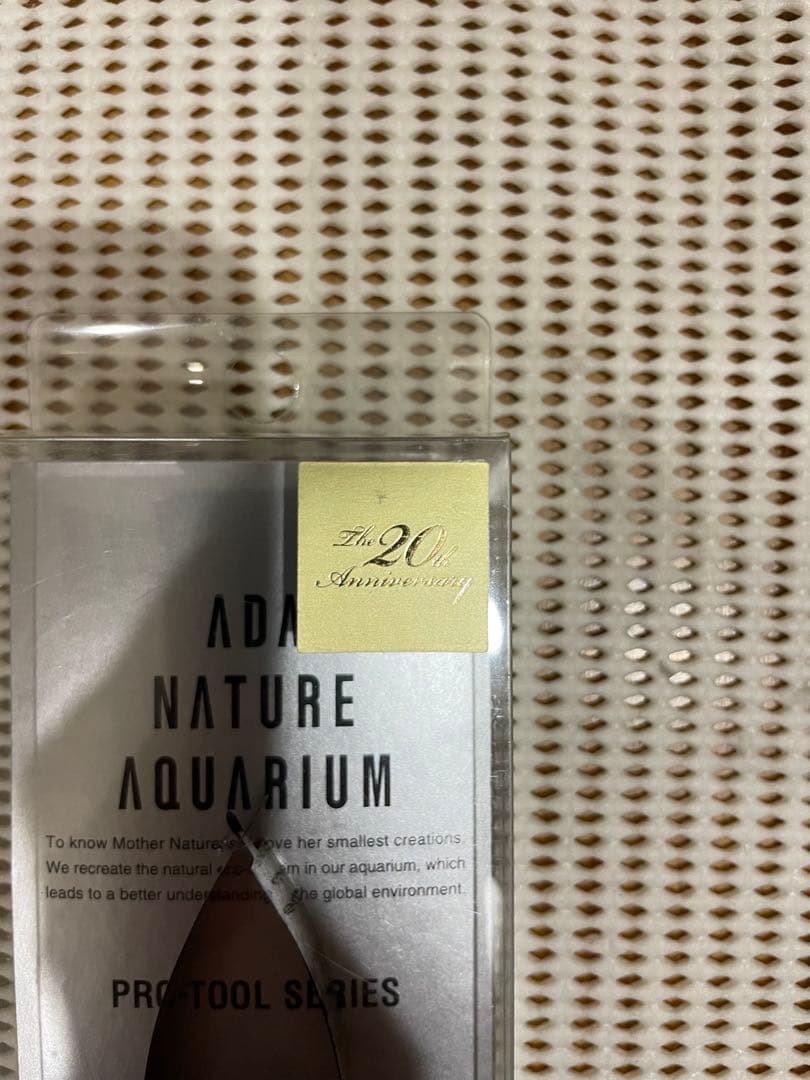 The 20th
Anniversary
ADA
NATURE
AQUARIUM
To know Mother Nature, is love her smallest creations.
We recreate the natural in our aquarium, which
leads to a better understanding the global environment.
PRO-TOOL SERIES